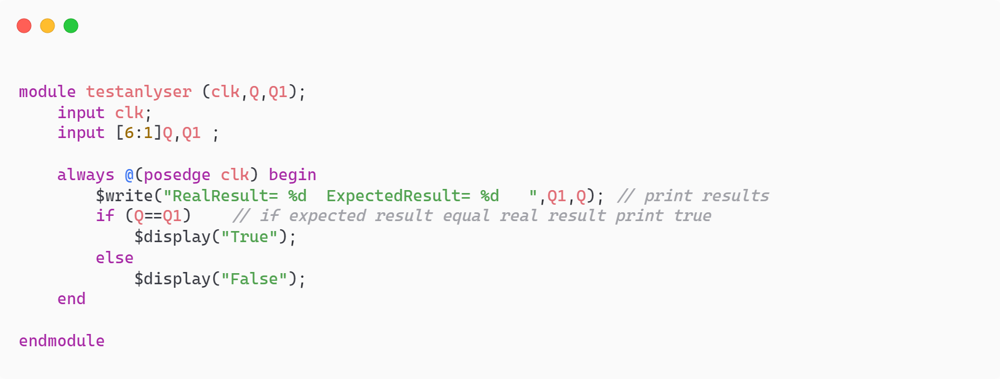 module testanlyser (clk,Q,Q1);
    input clk;
    input [6:1]Q,Q1 ;
    always @(posedge clk) begin
        $write("RealResult= %d  ExpectedResult= %d   ",Q1,Q); // print results
        if (Q==Q1)    // if expected result equal real result print true
            $display("True");
        else
            $display("False");
    end
endmodule